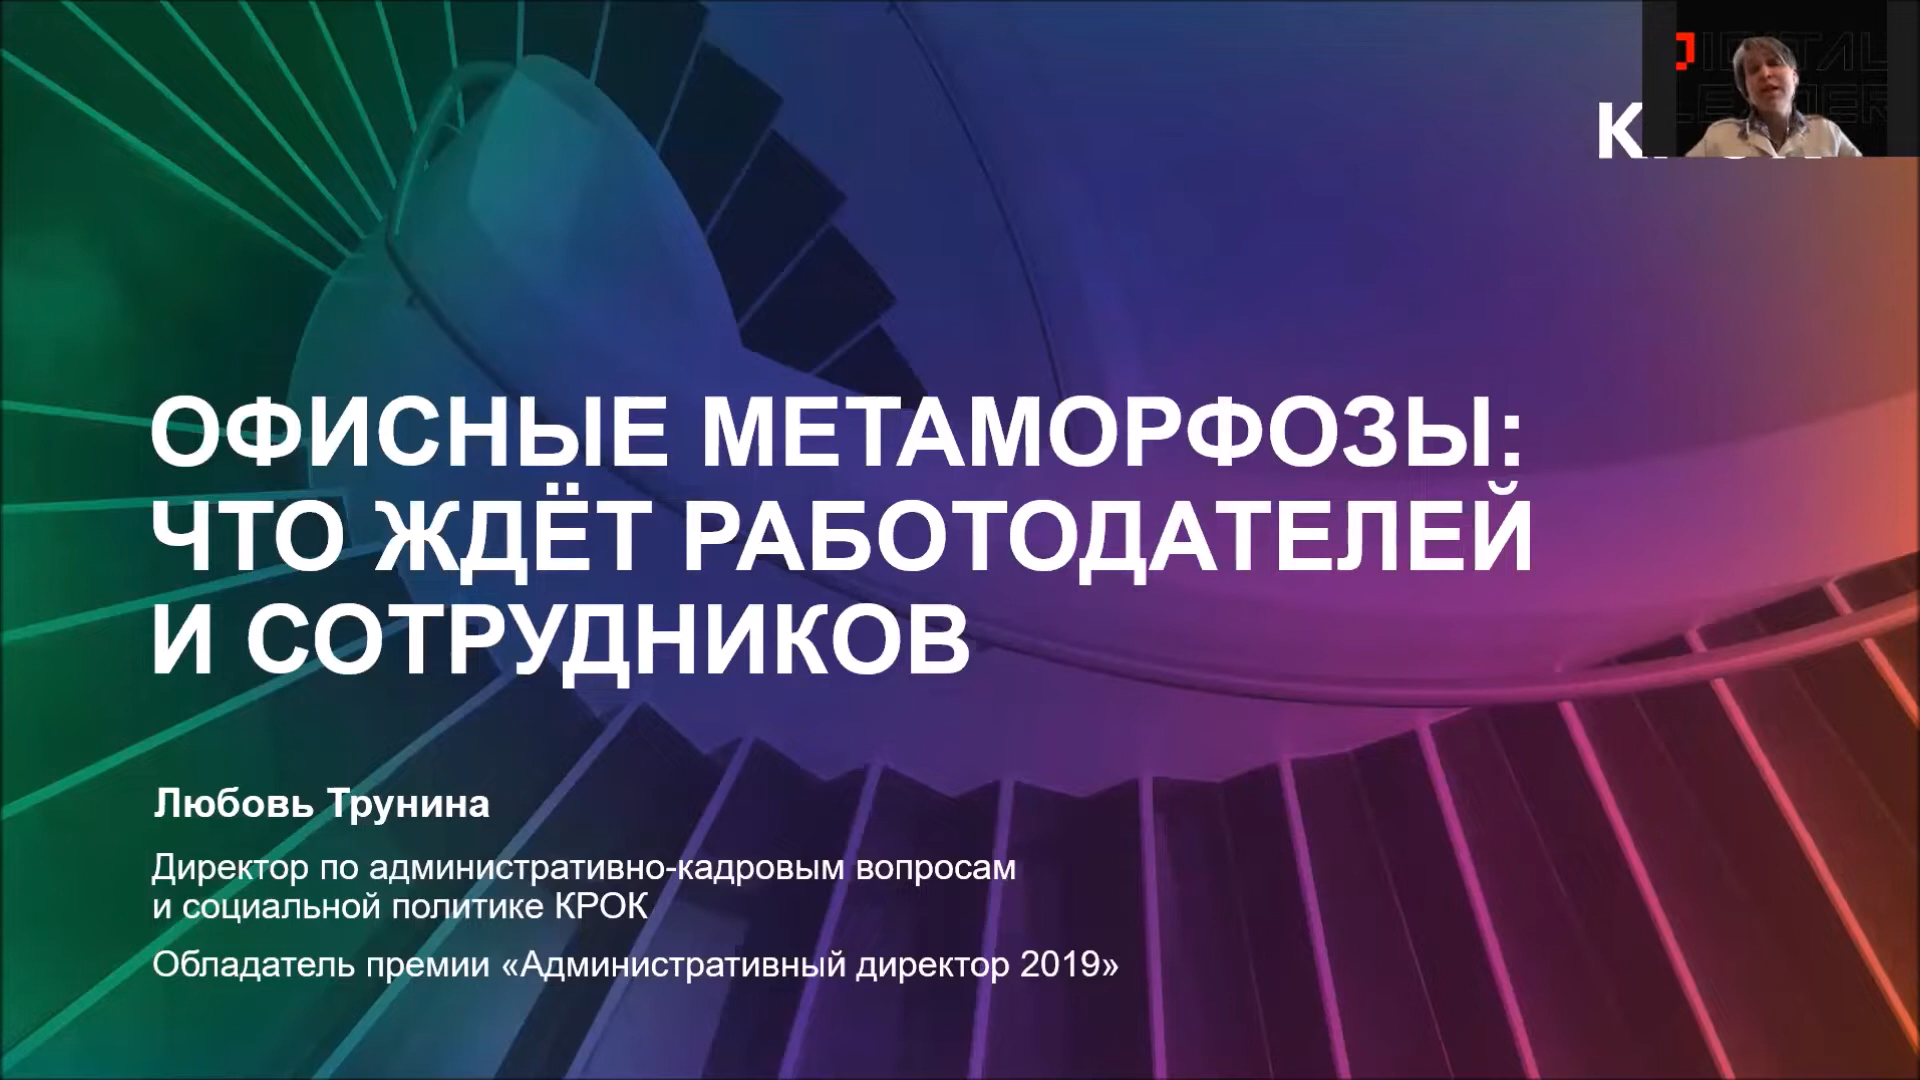 ОФИСНЫЕ МЕТАМОРФОЗЫ:
ЧТО ЖДЁТ РАБОТОДАТЕЛЕЙ
И СОТРУДНИКОВ
Любовь Трунина
Директор по административно-кадровым вопросам
и социальной политике КРОК
Обладатель премии «Административный директор 2019»